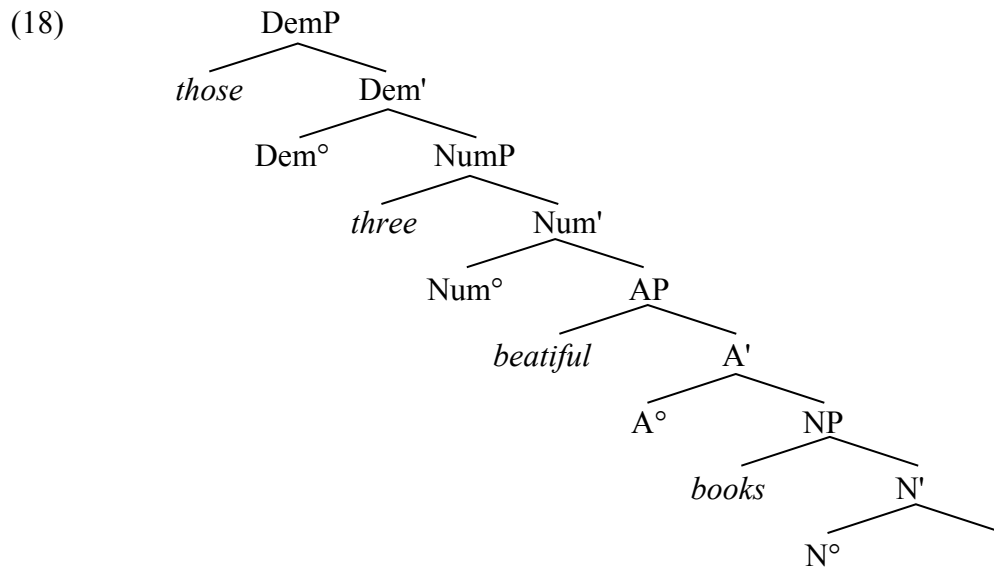 (18) DemP
those Dem'
Dem° NumP
three Num'
Num° AP
beatiful A'
A° NP
books N'
N°